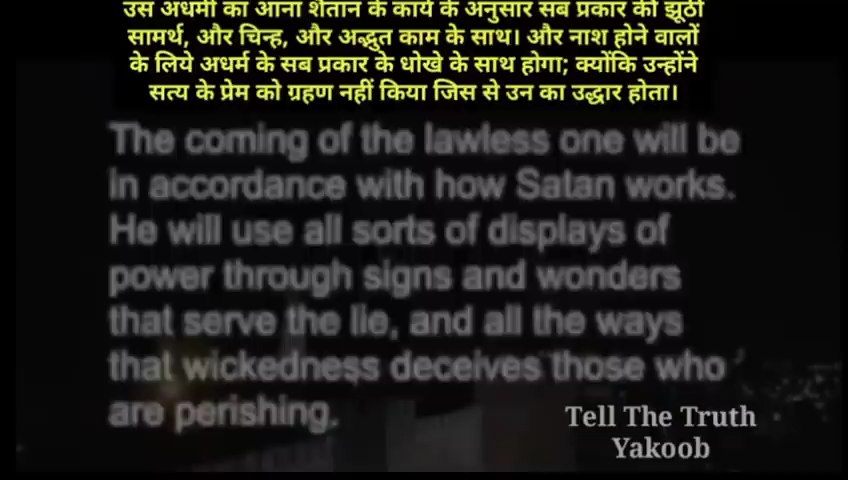 उस अधर्मी का आना शैतान के कार्य के अनुसार सब प्रकार की झूठी
सामर्थ, और चिन्ह, और अद्भुत काम के साथ। और नाश होने वालों
के लिये अधर्म के सब प्रकार के धोखे के साथ होगा; क्योंकि उन्होंने
सत्य के प्रेम को ग्रहण नहीं किया जिस से उन का उद्धार होता।
The coming of the lawless one will be
in accordance with how Satan works.
He will use all sorts of displays of
power through signs and wonders
that serve the lie, and all the ways
that wickedness deceives those who
are perishing.
Tell The Truth
Yakoob